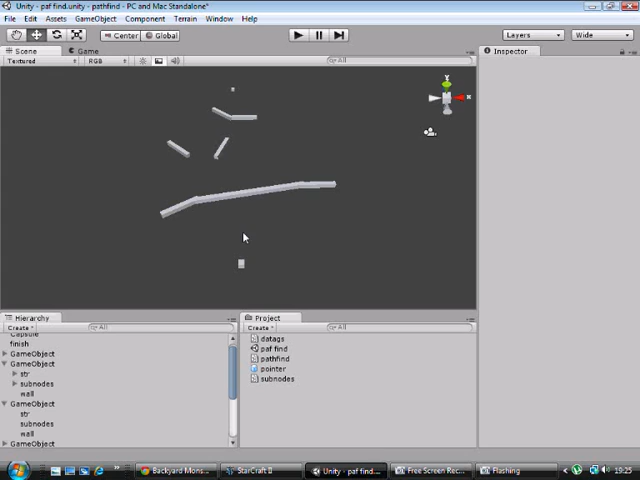 Unity - paf find.unity - pathfind - PC and Mac Standalone*
File Edit Assets GameObject Component Terrain Window Help
Center Global Layers Wide
Scene Game Inspector
Textured RGB All
y
x
Hierarchy Project
Create All Create All
Capsule
finish
GameObject
GameObject
str
subnodes
wall
GameObject
str
subnodes
wall
GameObject
datags
paf find
pathfind
pointer
subnodes
Backyard Mons... StarCraft II Unity - paf find.... Free Screen Rec... Flashing 19:25